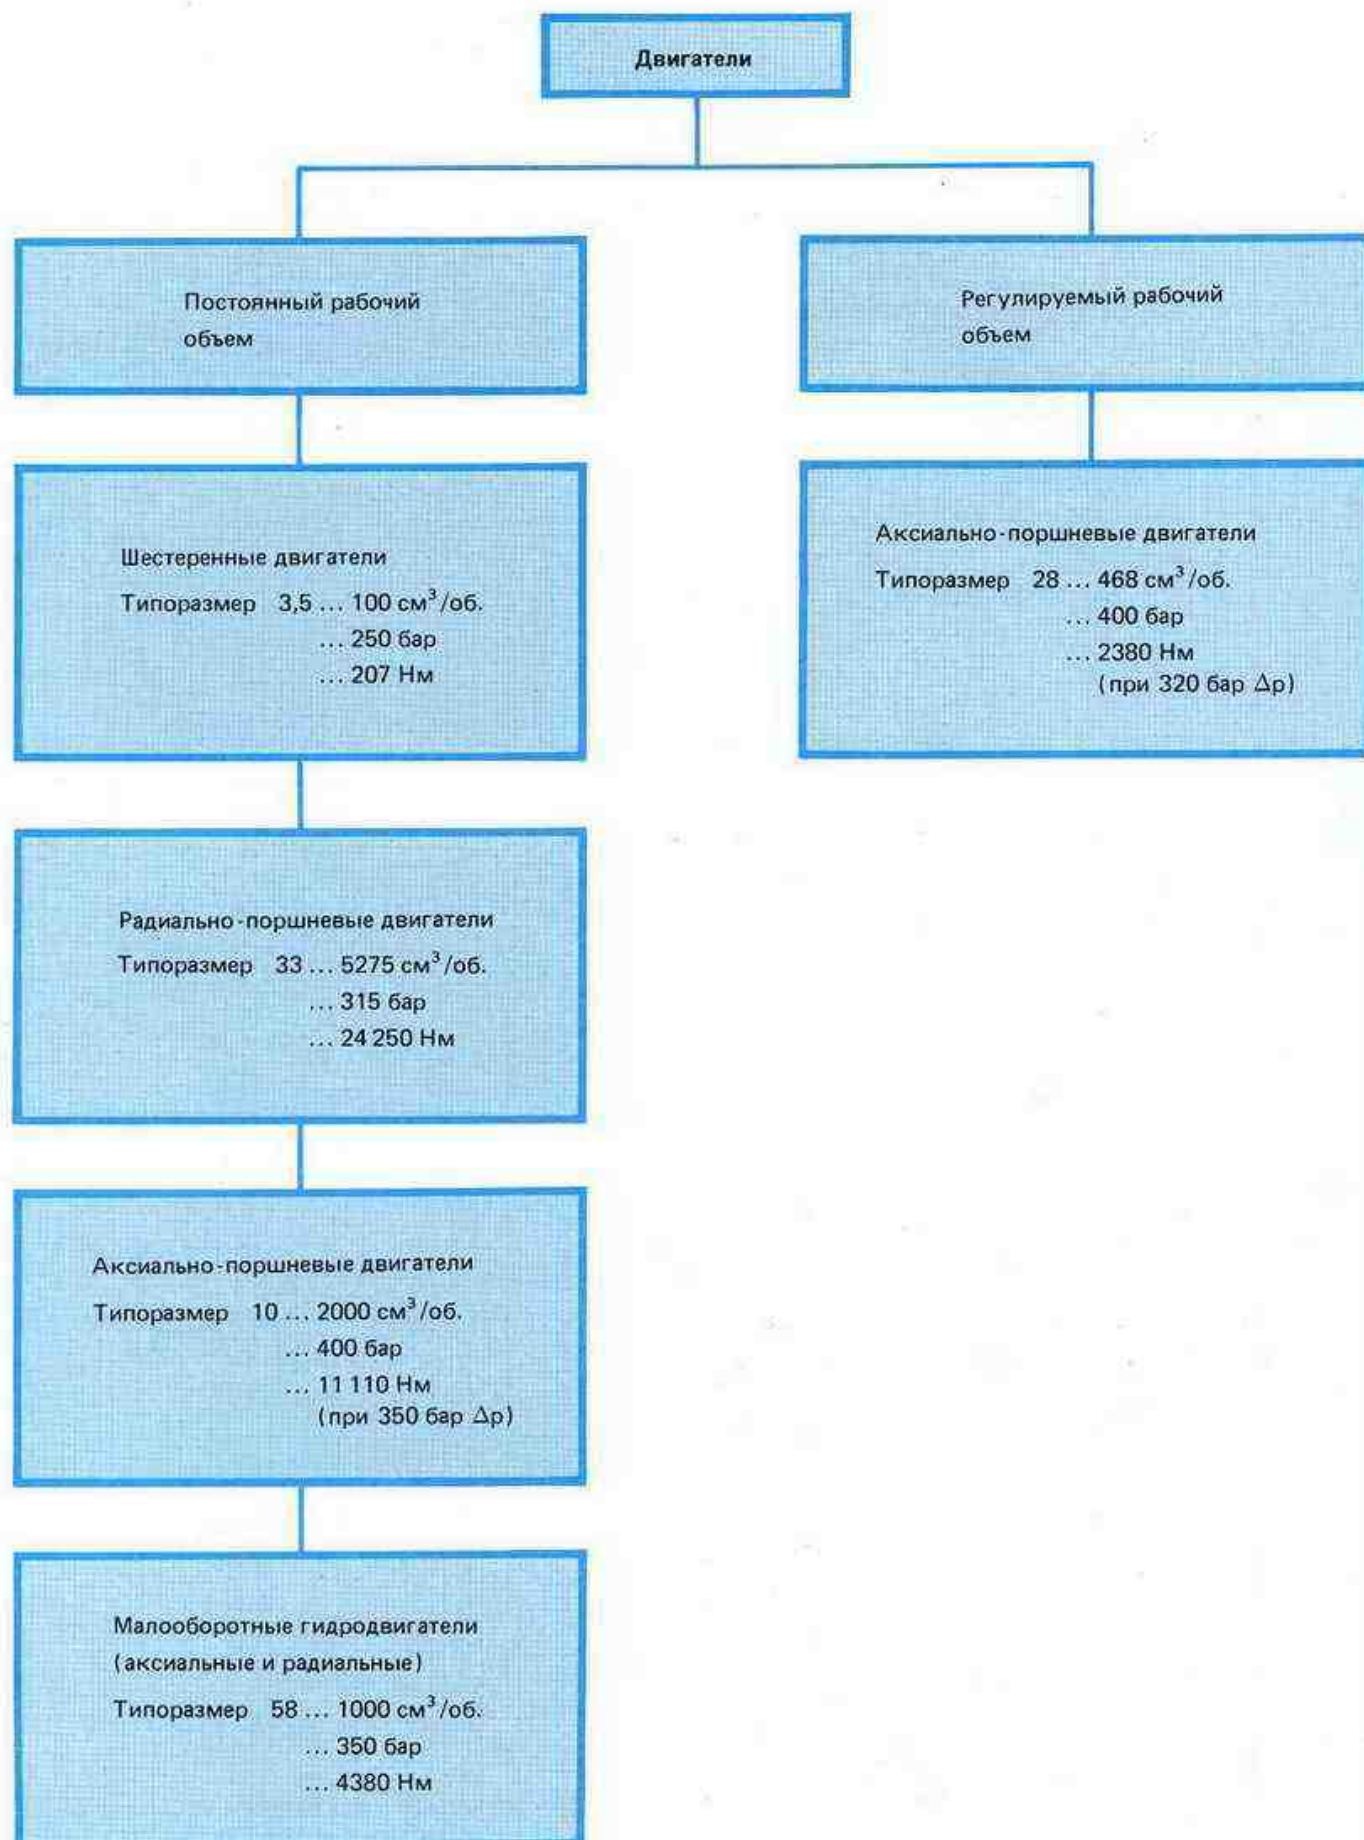 Двигатели
Постоянный рабочий
объем
Регулируемый рабочий
объем
Шестеренные двигатели
Типоразмер 3,5 ... 100 см³/об.
... 250 бар
... 207 Нм
Аксиально-поршневые двигатели
Типоразмер 28 ... 468 см³/об.
... 400 бар
... 2380 Нм
(при 320 бар Δр)
Радиально-поршневые двигатели
Типоразмер 33 ... 5275 см³/об.
... 315 бар
... 24 250 Нм
Аксиально-поршневые двигатели
Типоразмер 10 ... 2000 см³/об.
... 400 бар
... 11 110 Нм
(при 350 бар Δр)
Малооборотные гидродвигатели
(аксиальные и радиальные)
Типоразмер 58 ... 1000 см³/об.
... 350 бар
... 4380 Нм